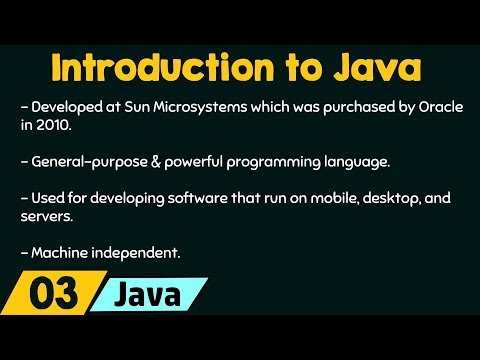 Introduction to Java
- Developed at Sun Microsystems which was purchased by Oracle
in 2010.
- General-purpose & powerful programming language.
- Used for developing software that run on mobile, desktop, and
servers.
- Machine independent.
03 Java